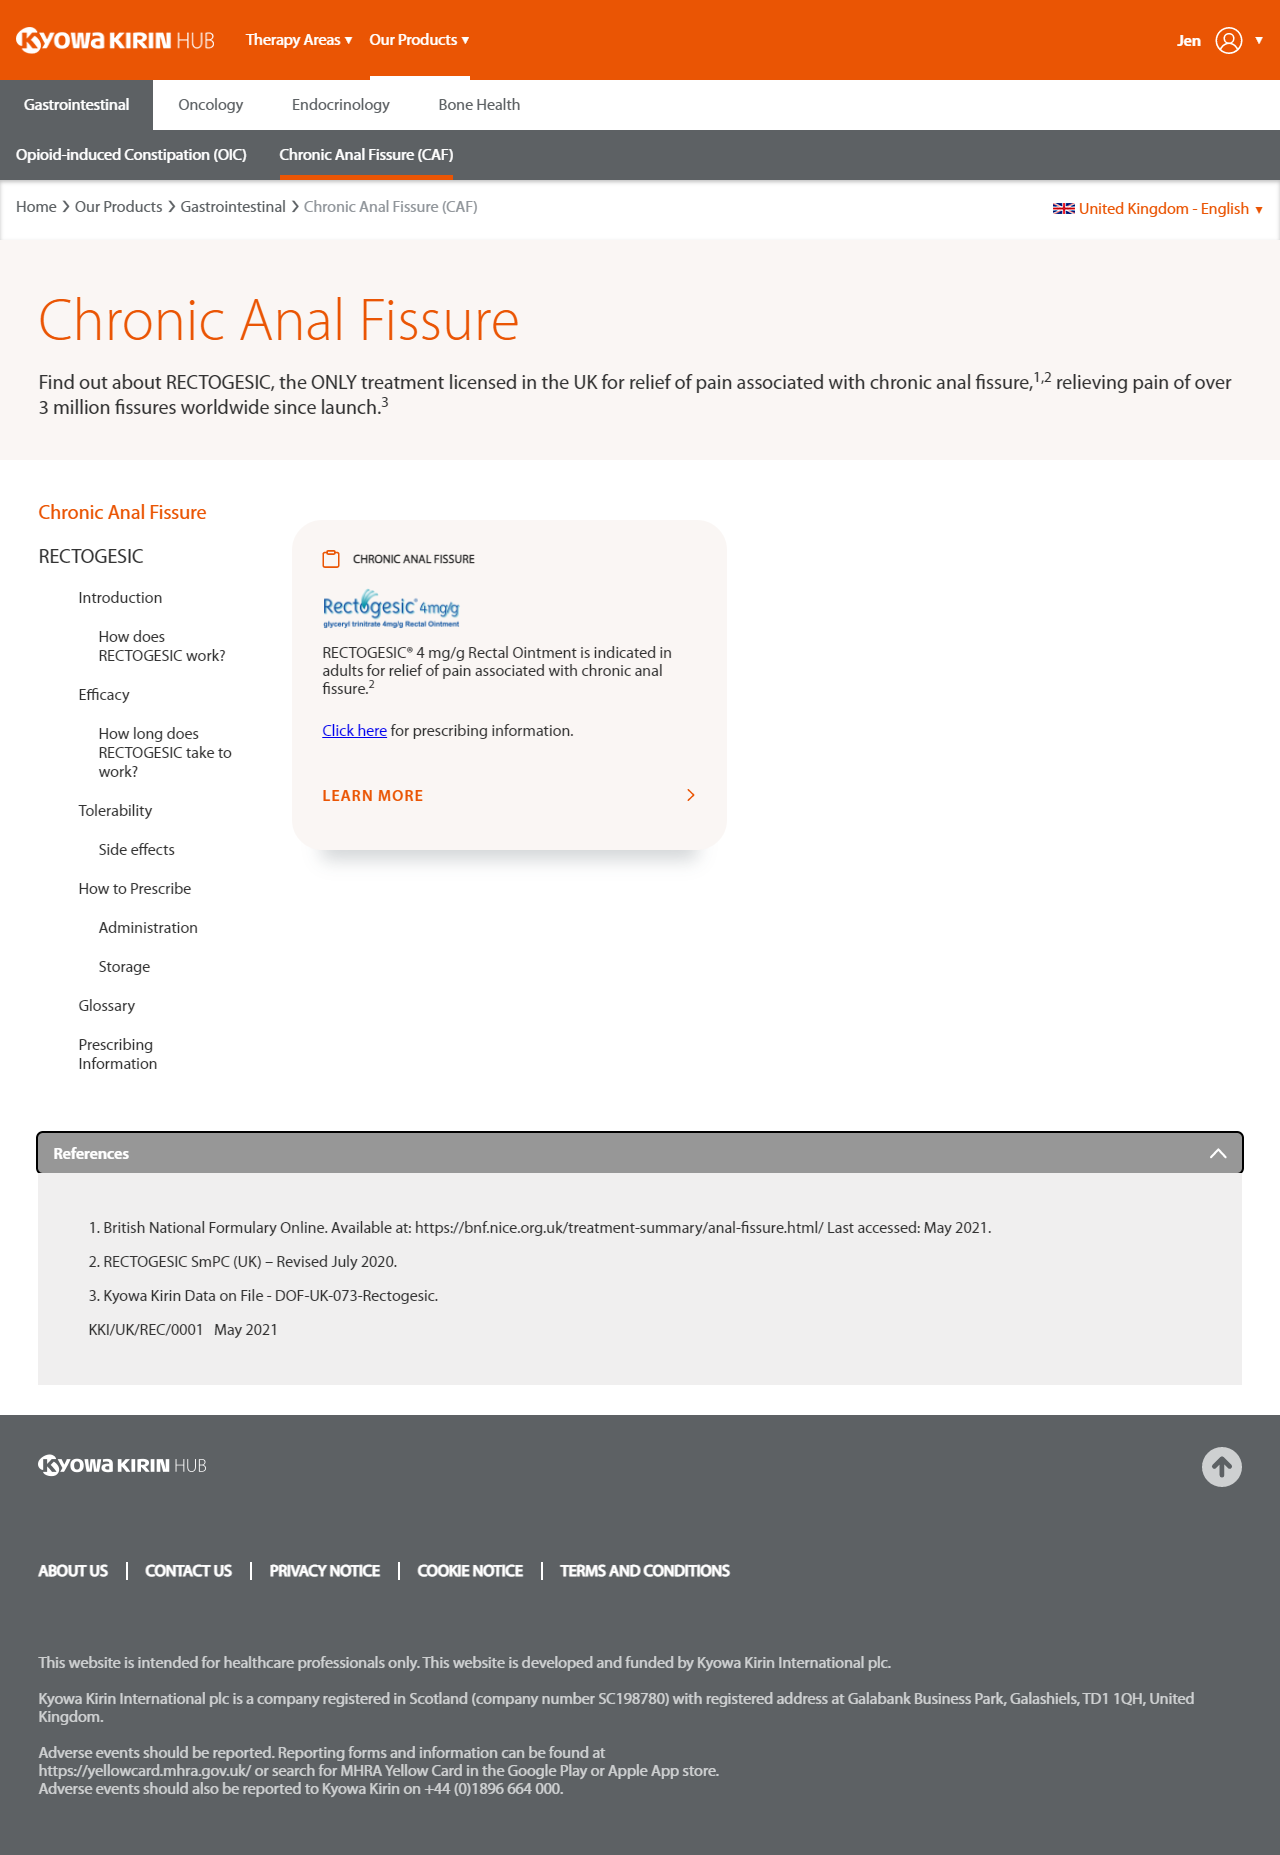 KYOWA KIRIN HUB
Therapy Areas ▾ Our Products ▾
Jen ▾
Gastrointestinal Oncology Endocrinology Bone Health
Opioid-induced Constipation (OIC) Chronic Anal Fissure (CAF)
Home > Our Products > Gastrointestinal > Chronic Anal Fissure (CAF)
United Kingdom - English ▾
Chronic Anal Fissure
Find out about RECTOGESIC, the ONLY treatment licensed in the UK for relief of pain associated with chronic anal fissure,1,2 relieving pain of over
3 million fissures worldwide since launch.3
Chronic Anal Fissure
RECTOGESIC
Introduction
How does
RECTOGESIC work?
Efficacy
How long does
RECTOGESIC take to
work?
Tolerability
Side effects
How to Prescribe
Administration
Storage
Glossary
Prescribing
Information
CHRONIC ANAL FISSURE
Rectogesic® 4mg/g
glyceryl trinitrate 4mg/g Rectal Ointment
RECTOGESIC® 4 mg/g Rectal Ointment is indicated in
adults for relief of pain associated with chronic anal
fissure.2
Click here for prescribing information.
LEARN MORE
References
1. British National Formulary Online. Available at: https://bnf.nice.org.uk/treatment-summary/anal-fissure.html/ Last accessed: May 2021.
2. RECTOGESIC SmPC (UK) – Revised July 2020.
3. Kyowa Kirin Data on File - DOF-UK-073-Rectogesic.
KKI/UK/REC/0001 May 2021
KYOWA KIRIN HUB
ABOUT US | CONTACT US | PRIVACY NOTICE | COOKIE NOTICE | TERMS AND CONDITIONS
This website is intended for healthcare professionals only. This website is developed and funded by Kyowa Kirin International plc.
Kyowa Kirin International plc is a company registered in Scotland (company number SC198780) with registered address at Galabank Business Park, Galashiels, TD1 1QH, United
Kingdom.
Adverse events should be reported. Reporting forms and information can be found at
https://yellowcard.mhra.gov.uk/ or search for MHRA Yellow Card in the Google Play or Apple App store.
Adverse events should also be reported to Kyowa Kirin on +44 (0)1896 664 000.